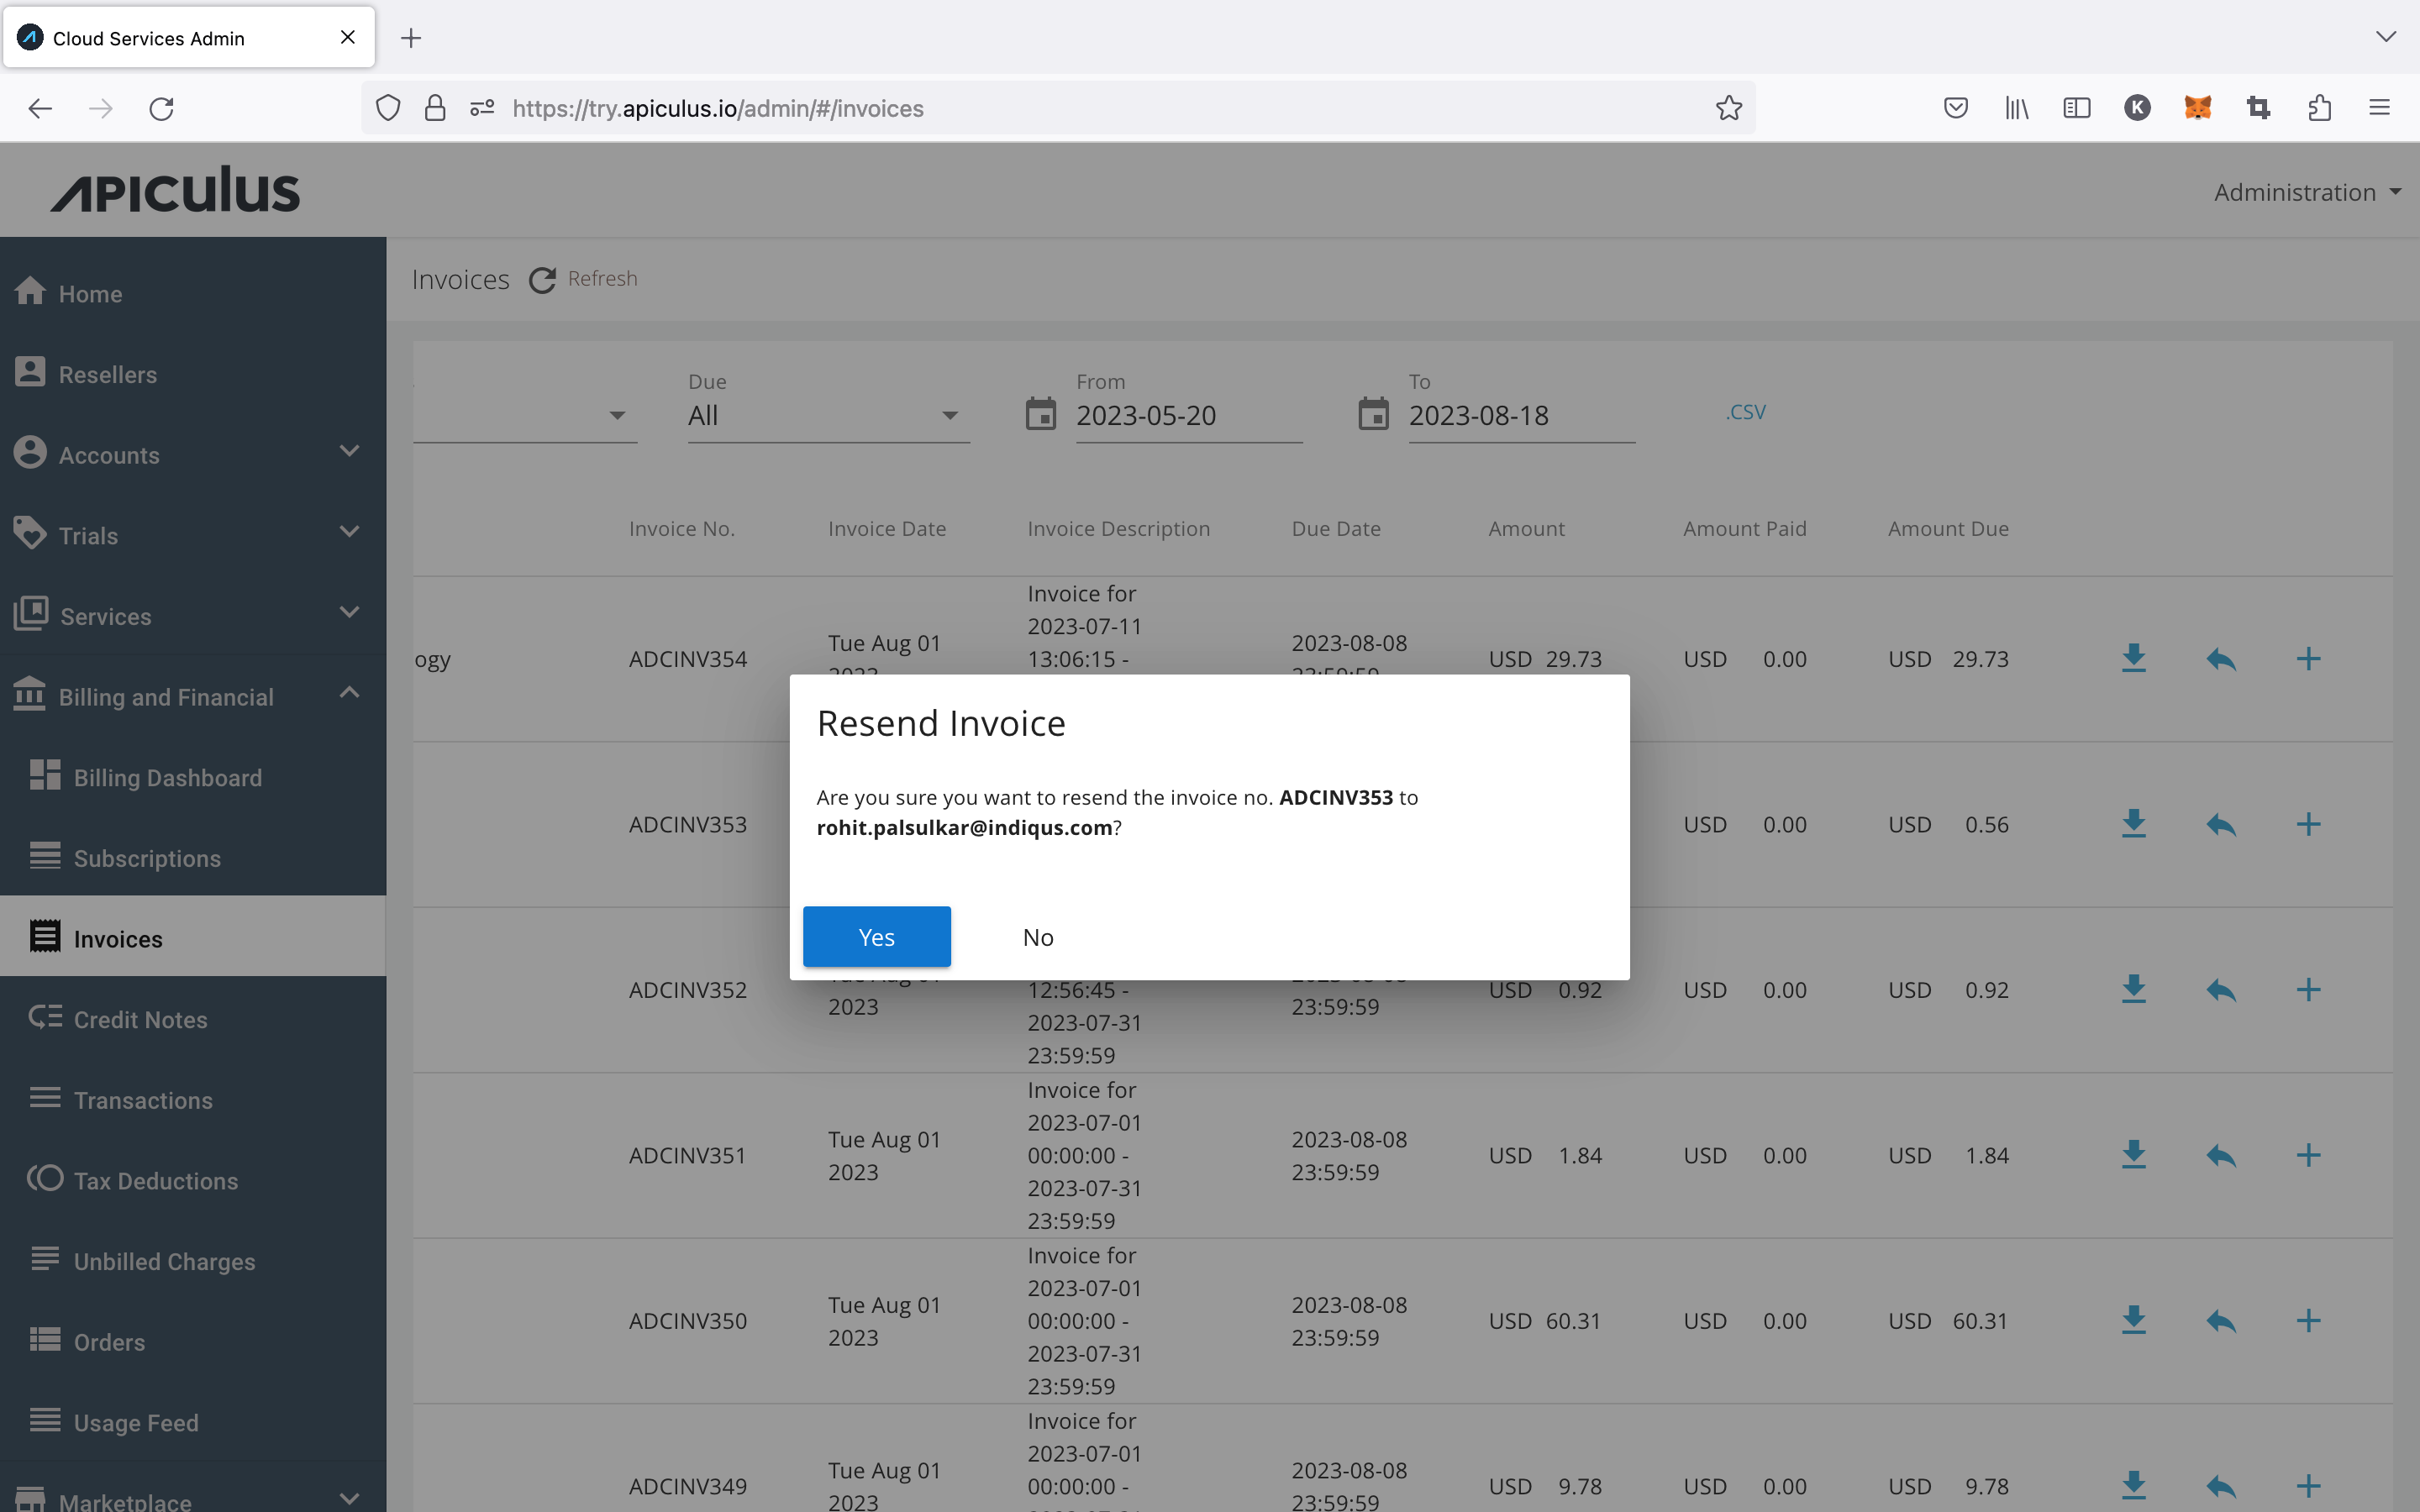 Cloud Services Admin
https://try.apiculus.io/admin/#/invoices
K
APICULUS
Administration
Home
Resellers
Accounts
Trials
Services
Billing and Financial
Billing Dashboard
Subscriptions
Invoices
Credit Notes
Transactions
Tax Deductions
Unbilled Charges
Orders
Usage Feed
Marketplace
Invoices Refresh
Due From To
All 2023-05-20 2023-08-18 .CSV
Invoice No. Invoice Date Invoice Description Due Date Amount Amount Paid Amount Due
Invoice for
2023-07-11
Tue Aug 01 2023-08-08
ogy ADCINV354 13:06:15 - USD 29.73 USD 0.00 USD 29.73
2023 23:59:59
Resend Invoice
Are you sure you want to resend the invoice no. ADCINV353 to
rohit.palsulkar@indiqus.com?
Yes No
ADCINV353 USD 0.00 USD 0.56
Tue Aug 01 2023-08-08
ADCINV352 12:56:45 - USD 0.92 USD 0.00 USD 0.92
2023 23:59:59
2023-07-31
23:59:59
Invoice for
2023-07-01
Tue Aug 01 2023-08-08
ADCINV351 00:00:00 - USD 1.84 USD 0.00 USD 1.84
2023 23:59:59
2023-07-31
23:59:59
Invoice for
2023-07-01
Tue Aug 01 2023-08-08
ADCINV350 00:00:00 - USD 60.31 USD 0.00 USD 60.31
2023 23:59:59
2023-07-31
23:59:59
Invoice for
2023-07-01
Tue Aug 01 2023-08-08
ADCINV349 00:00:00 - USD 9.78 USD 0.00 USD 9.78
2023 23:59:59